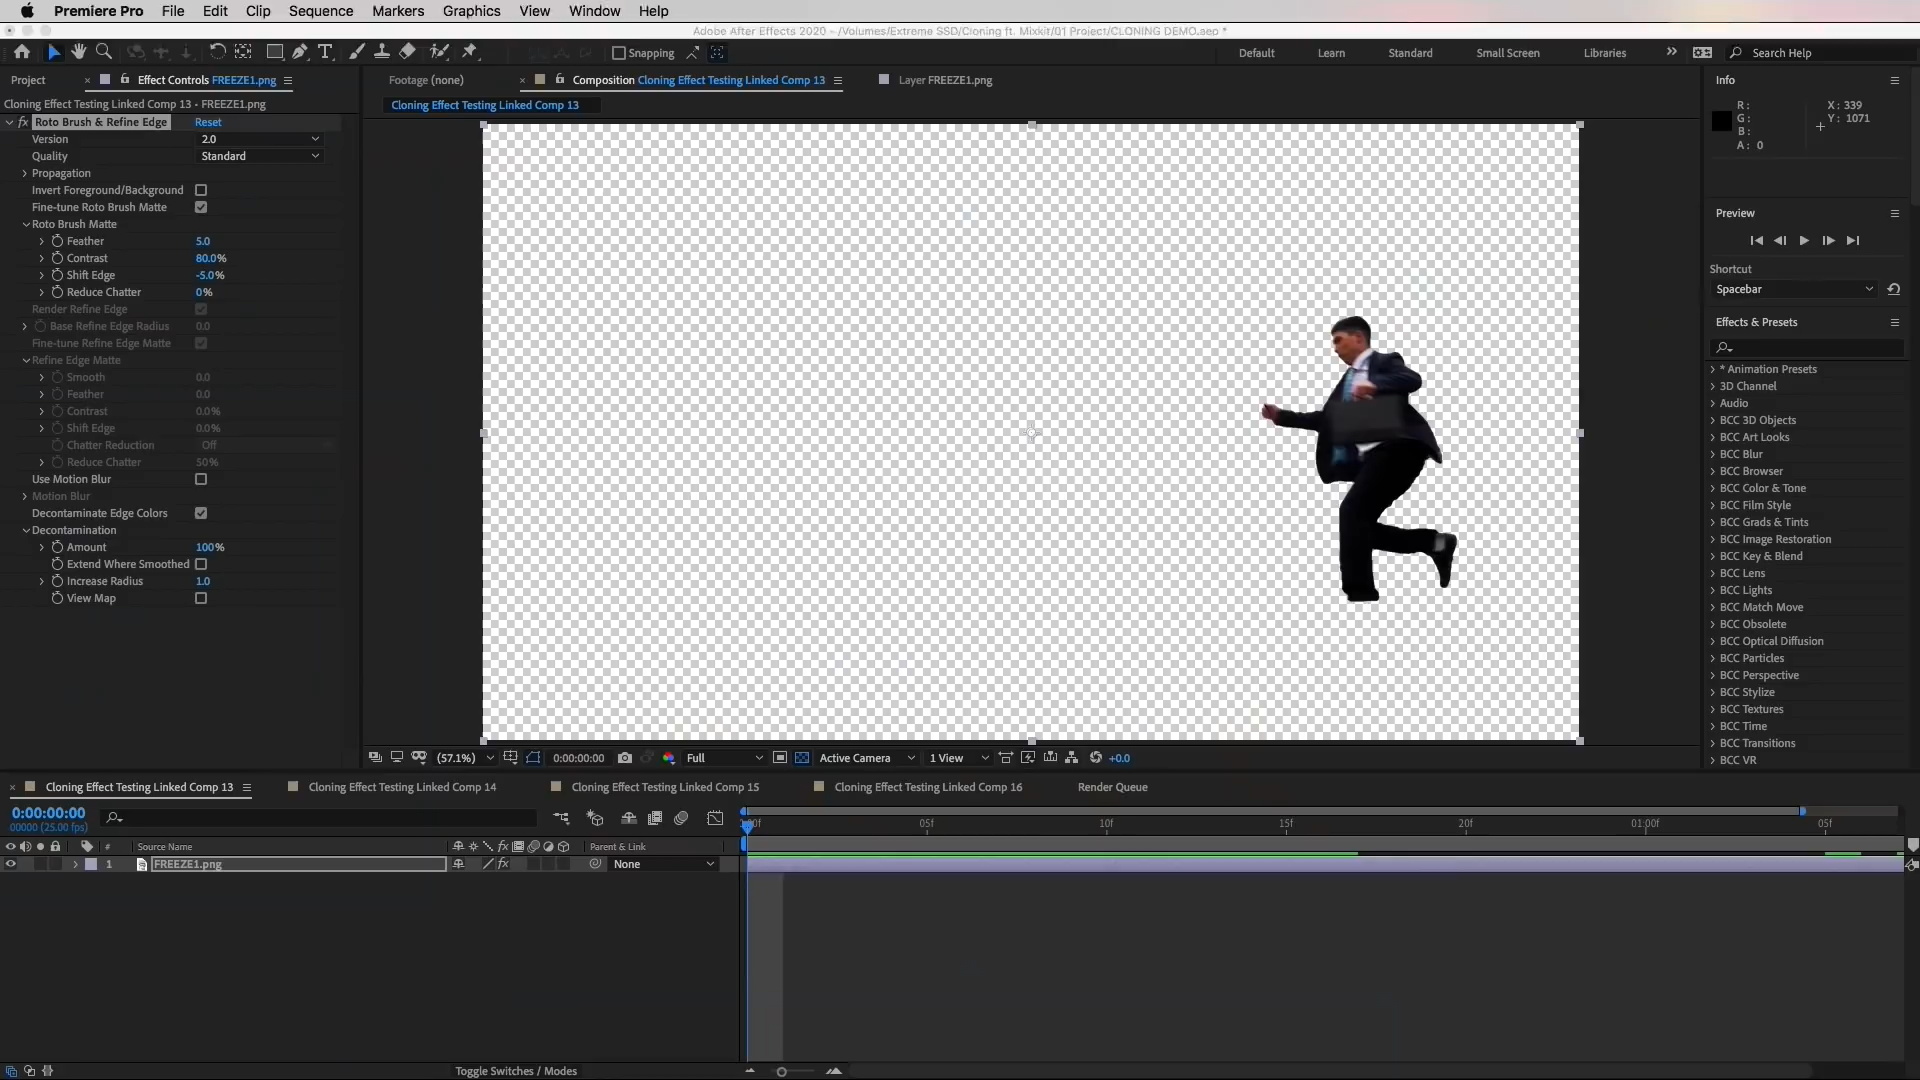 Premiere Pro File Edit Clip Sequence Markers Graphics View Window Help
Adobe After Effects 2020 - /Volumes/Extreme SSD/Cloning ft. Mixkit/01 Project/CLONING DEMO.aep *
Snapping
Default Learn Standard Small Screen Libraries Search Help
Project Effect Controls FREEZE1.png
Footage (none) Composition Cloning Effect Testing Linked Comp 13 Layer FREEZE1.png
Cloning Effect Testing Linked Comp 13 - FREEZE1.png
Cloning Effect Testing Linked Comp 13
fx Roto Brush & Refine Edge Reset
Version 2.0
Quality Standard
Propagation
Invert Foreground/Background
Fine-tune Roto Brush Matte
Roto Brush Matte
Feather 5.0
Contrast 80.0%
Shift Edge -5.0%
Reduce Chatter 0%
Render Refine Edge
Base Refine Edge Radius 0.0
Fine-tune Refine Edge Matte
Refine Edge Matte
Smooth 0.0
Feather 0.0
Contrast 0.0%
Shift Edge 0.0%
Chatter Reduction Off
Reduce Chatter 50%
Use Motion Blur
Motion Blur
Decontaminate Edge Colors
Decontamination
Amount 100%
Extend Where Smoothed
Increase Radius 1.0
View Map
Info
R: X: 339
G: Y: 1071
B:
A: 0
Preview
Shortcut
Spacebar
Effects & Presets
* Animation Presets
3D Channel
Audio
BCC 3D Objects
BCC Art Looks
BCC Blur
BCC Browser
BCC Color & Tone
BCC Film Style
BCC Grads & Tints
BCC Image Restoration
BCC Key & Blend
BCC Lens
BCC Lights
BCC Match Move
BCC Obsolete
BCC Optical Diffusion
BCC Particles
BCC Perspective
BCC Stylize
BCC Textures
BCC Time
BCC Transitions
BCC VR
(57.1%) 0:00:00:00 Full Active Camera 1 View +0.0
Cloning Effect Testing Linked Comp 13 Cloning Effect Testing Linked Comp 14 Cloning Effect Testing Linked Comp 15 Cloning Effect Testing Linked Comp 16 Render Queue
0:00:00:00
00000 (25.00 fps)
05f 10f 15f 20f 01:00f 05f
# Source Name fx Parent & Link
1 FREEZE1.png fx None
Toggle Switches / Modes